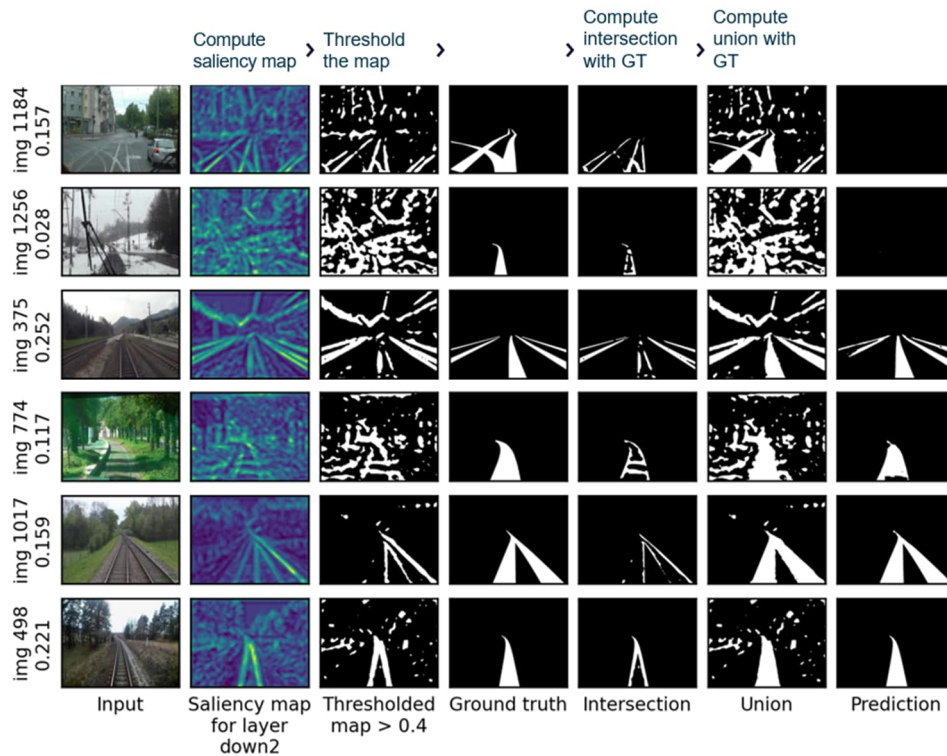 Compute
saliency map
Threshold
the map
Compute
intersection
with GT
Compute
union with
GT
img 1184
0.157
img 1256
0.028
img 375
0.252
img 774
0.117
img 1017
0.159
img 498
0.221
Input
Saliency map
for layer
down2
Thresholded
map > 0.4
Ground truth
Intersection
Union
Prediction